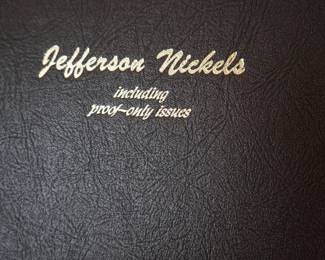 Jefferson Nickels
including
proof-only issues